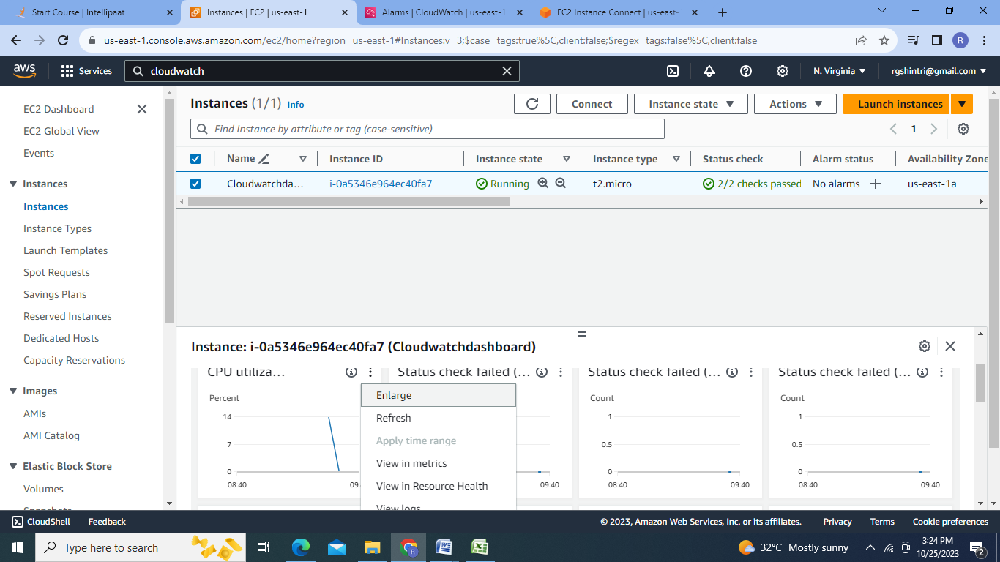 Start Course | Intellipaat
Instances | EC2 | us-east-1
Alarms | CloudWatch | us-east-1
EC2 Instance Connect | us-east-
us-east-1.console.aws.amazon.com/ec2/home?region=us-east-1#Instances:v=3;$case=tags:true%5C,client:false;$regex=tags:false%5C,client:false
R
aws
Services
cloudwatch
N. Virginia
rgshintri@gmail.com
EC2 Dashboard
EC2 Global View
Events
Instances
Instances
Instance Types
Launch Templates
Spot Requests
Savings Plans
Reserved Instances
Dedicated Hosts
Capacity Reservations
Images
AMIs
AMI Catalog
Elastic Block Store
Volumes
Snapshots
Instances (1/1) Info
Connect
Instance state
Actions
Launch instances
Find Instance by attribute or tag (case-sensitive)
1
Name Instance ID Instance state Instance type Status check Alarm status Availability Zone
Cloudwatchda... i-0a5346e964ec40fa7 Running t2.micro 2/2 checks passed No alarms us-east-1a
Instance: i-0a5346e964ec40fa7 (Cloudwatchdashboard)
CPU utiliza...
Percent
14
7
0
08:40
09:
Enlarge
Refresh
Apply time range
View in metrics
View in Resource Health
View logs
Status check failed (...
09:40
Status check failed (...
Count
1
0.5
0
08:40 09:40
Status check failed (...
Count
1
0.5
0
08:40 09:40
CloudShell
Feedback
© 2023, Amazon Web Services, Inc. or its affiliates.
Privacy
Terms
Cookie preferences
Type here to search
32°C Mostly sunny
3:24 PM
10/25/2023
2